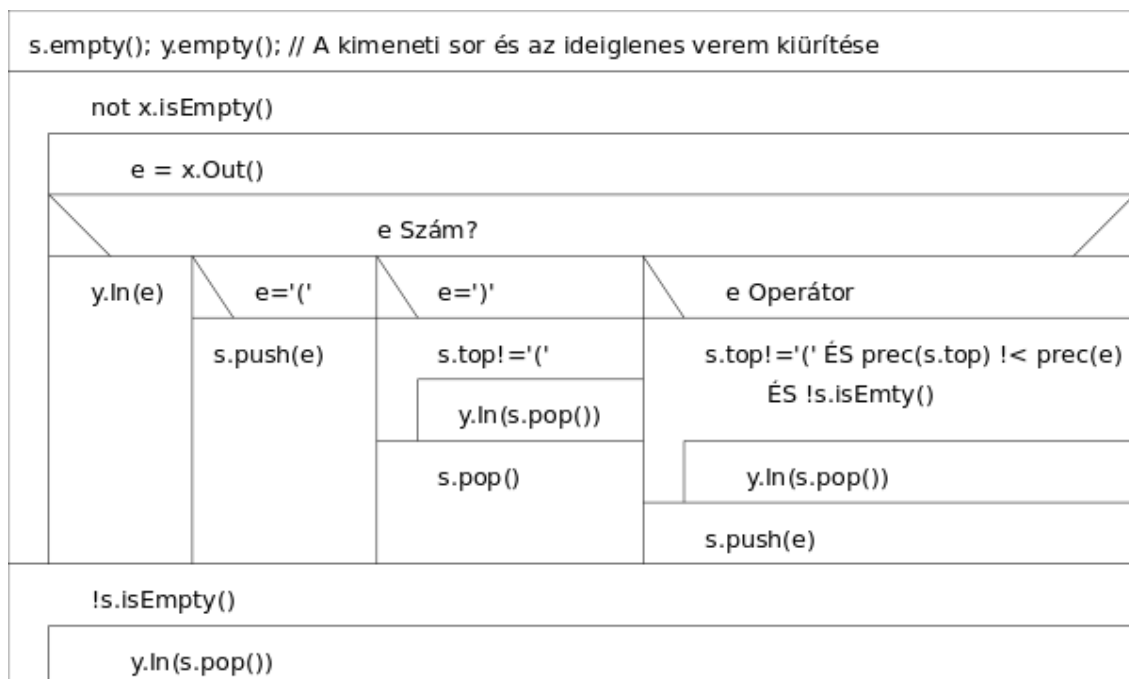 s.empty(); y.empty(); // A kimeneti sor és az ideiglenes verem kiürítése
not x.isEmpty()
e = x.Out()
e Szám?
y.In(e)
e='('
e=')'
e Operátor
s.push(e)
s.top!='('
s.top!='(' ÉS prec(s.top) !< prec(e)
ÉS !s.isEmty()
y.In(s.pop())
s.pop()
y.In(s.pop())
s.push(e)
!s.isEmpty()
y.In(s.pop())